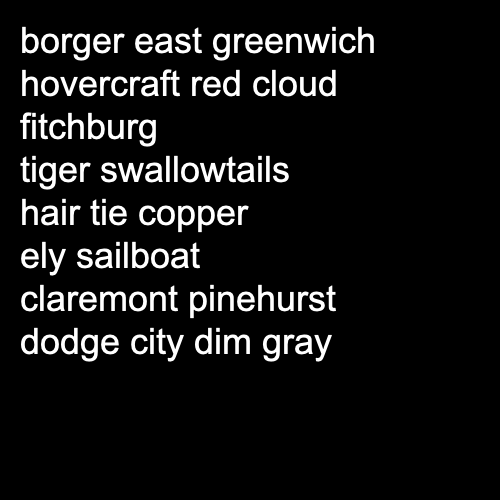 borger east greenwich
hovercraft red cloud
fitchburg
tiger swallowtails
hair tie copper
ely sailboat
claremont pinehurst
dodge city dim gray